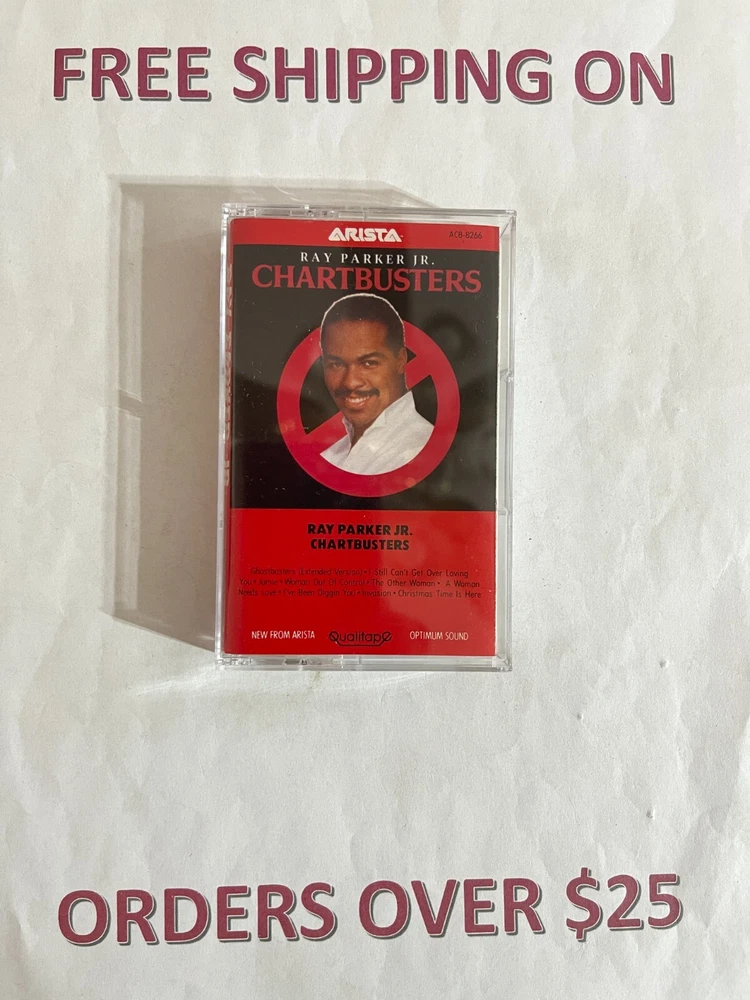 FREE SHIPPING ON
ARISTA
AC8-8266
RAY PARKER JR.
CHARTBUSTERS
RAY PARKER JR.
CHARTBUSTERS
Ghostbusters (Extended Version) • I Still Can't Get Over Loving
You • Jamie • Woman Out Of Control • The Other Woman • A Woman
Needs Love • I've Been Diggin' You • Invasion • Christmas Time Is Here
NEW FROM ARISTA
Qualitape
OPTIMUM SOUND
ORDERS OVER $25